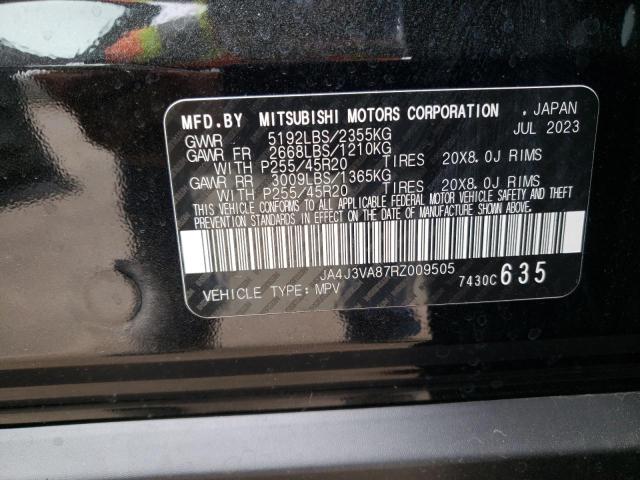 MFD.BY MITSUBISHI MOTORS CORPORATION . JAPAN
GWWR 5192LBS/2355KG JUL 2023
GAWR FR 2668LBS/1210KG
WITH P255/45R20 TIRES 20X8.0J RIMS
GAWR RR 3009LBS/1365KG
WITH P255/45R20 TIRES 20X8.0J RIMS
THIS VEHICLE CONFORMS TO ALL APPLICABLE FEDERAL MOTOR VEHICLE SAFETY AND THEFT
PREVENTION STANDARDS IN EFFECT ON THE DATE OF MANUFACTURE SHOWN ABOVE.
JA4J3VA87RZ009505
VEHICLE TYPE: MPV 7430C 635